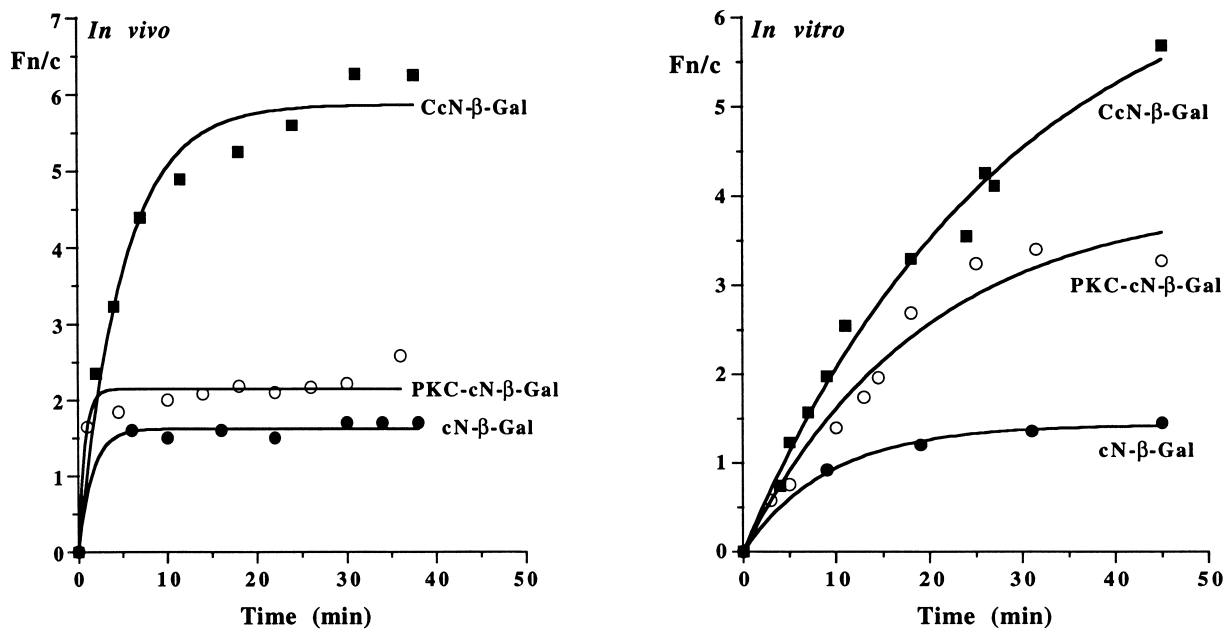 In vivo
Fn/c
7
6
5
4
3
2
1
0
CcN-β-Gal
PKC-cN-β-Gal
cN-β-Gal
0 10 20 30 40 50
Time (min)
In vitro
Fn/c
6
5
4
3
2
1
0
CcN-β-Gal
PKC-cN-β-Gal
cN-β-Gal
0 10 20 30 40 50
Time (min)